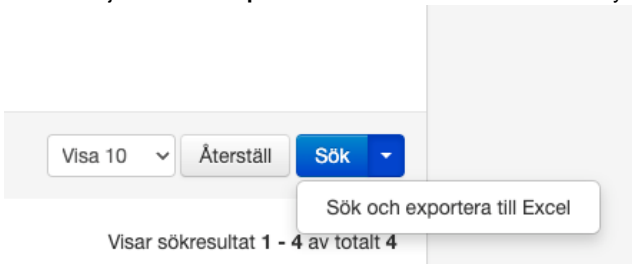 Visa 10 Återställ Sök
Sök och exportera till Excel
Visar sökresultat 1 - 4 av totalt 4